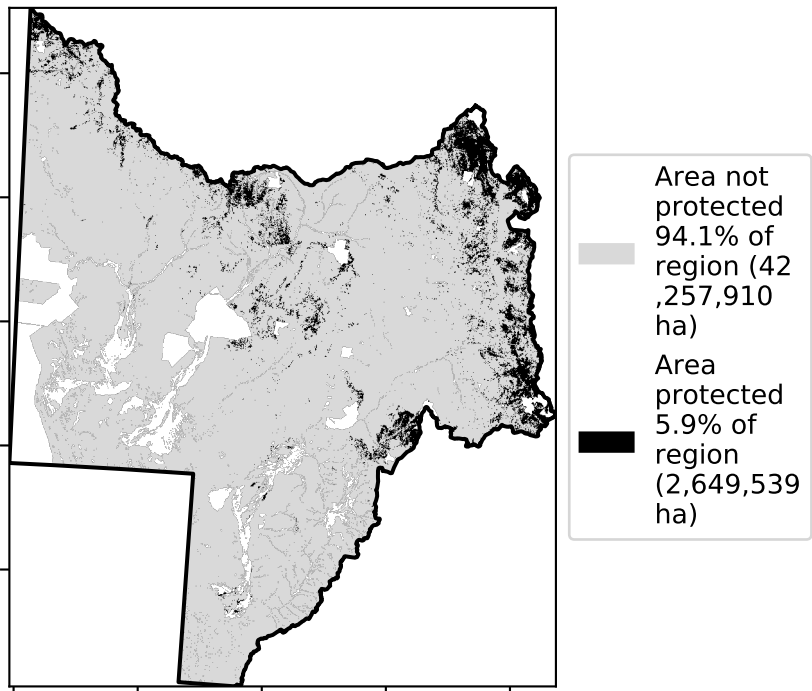 Area not
protected
94.1% of
region (42
,257,910
ha)
Area
protected
5.9% of
region
(2,649,539
ha)